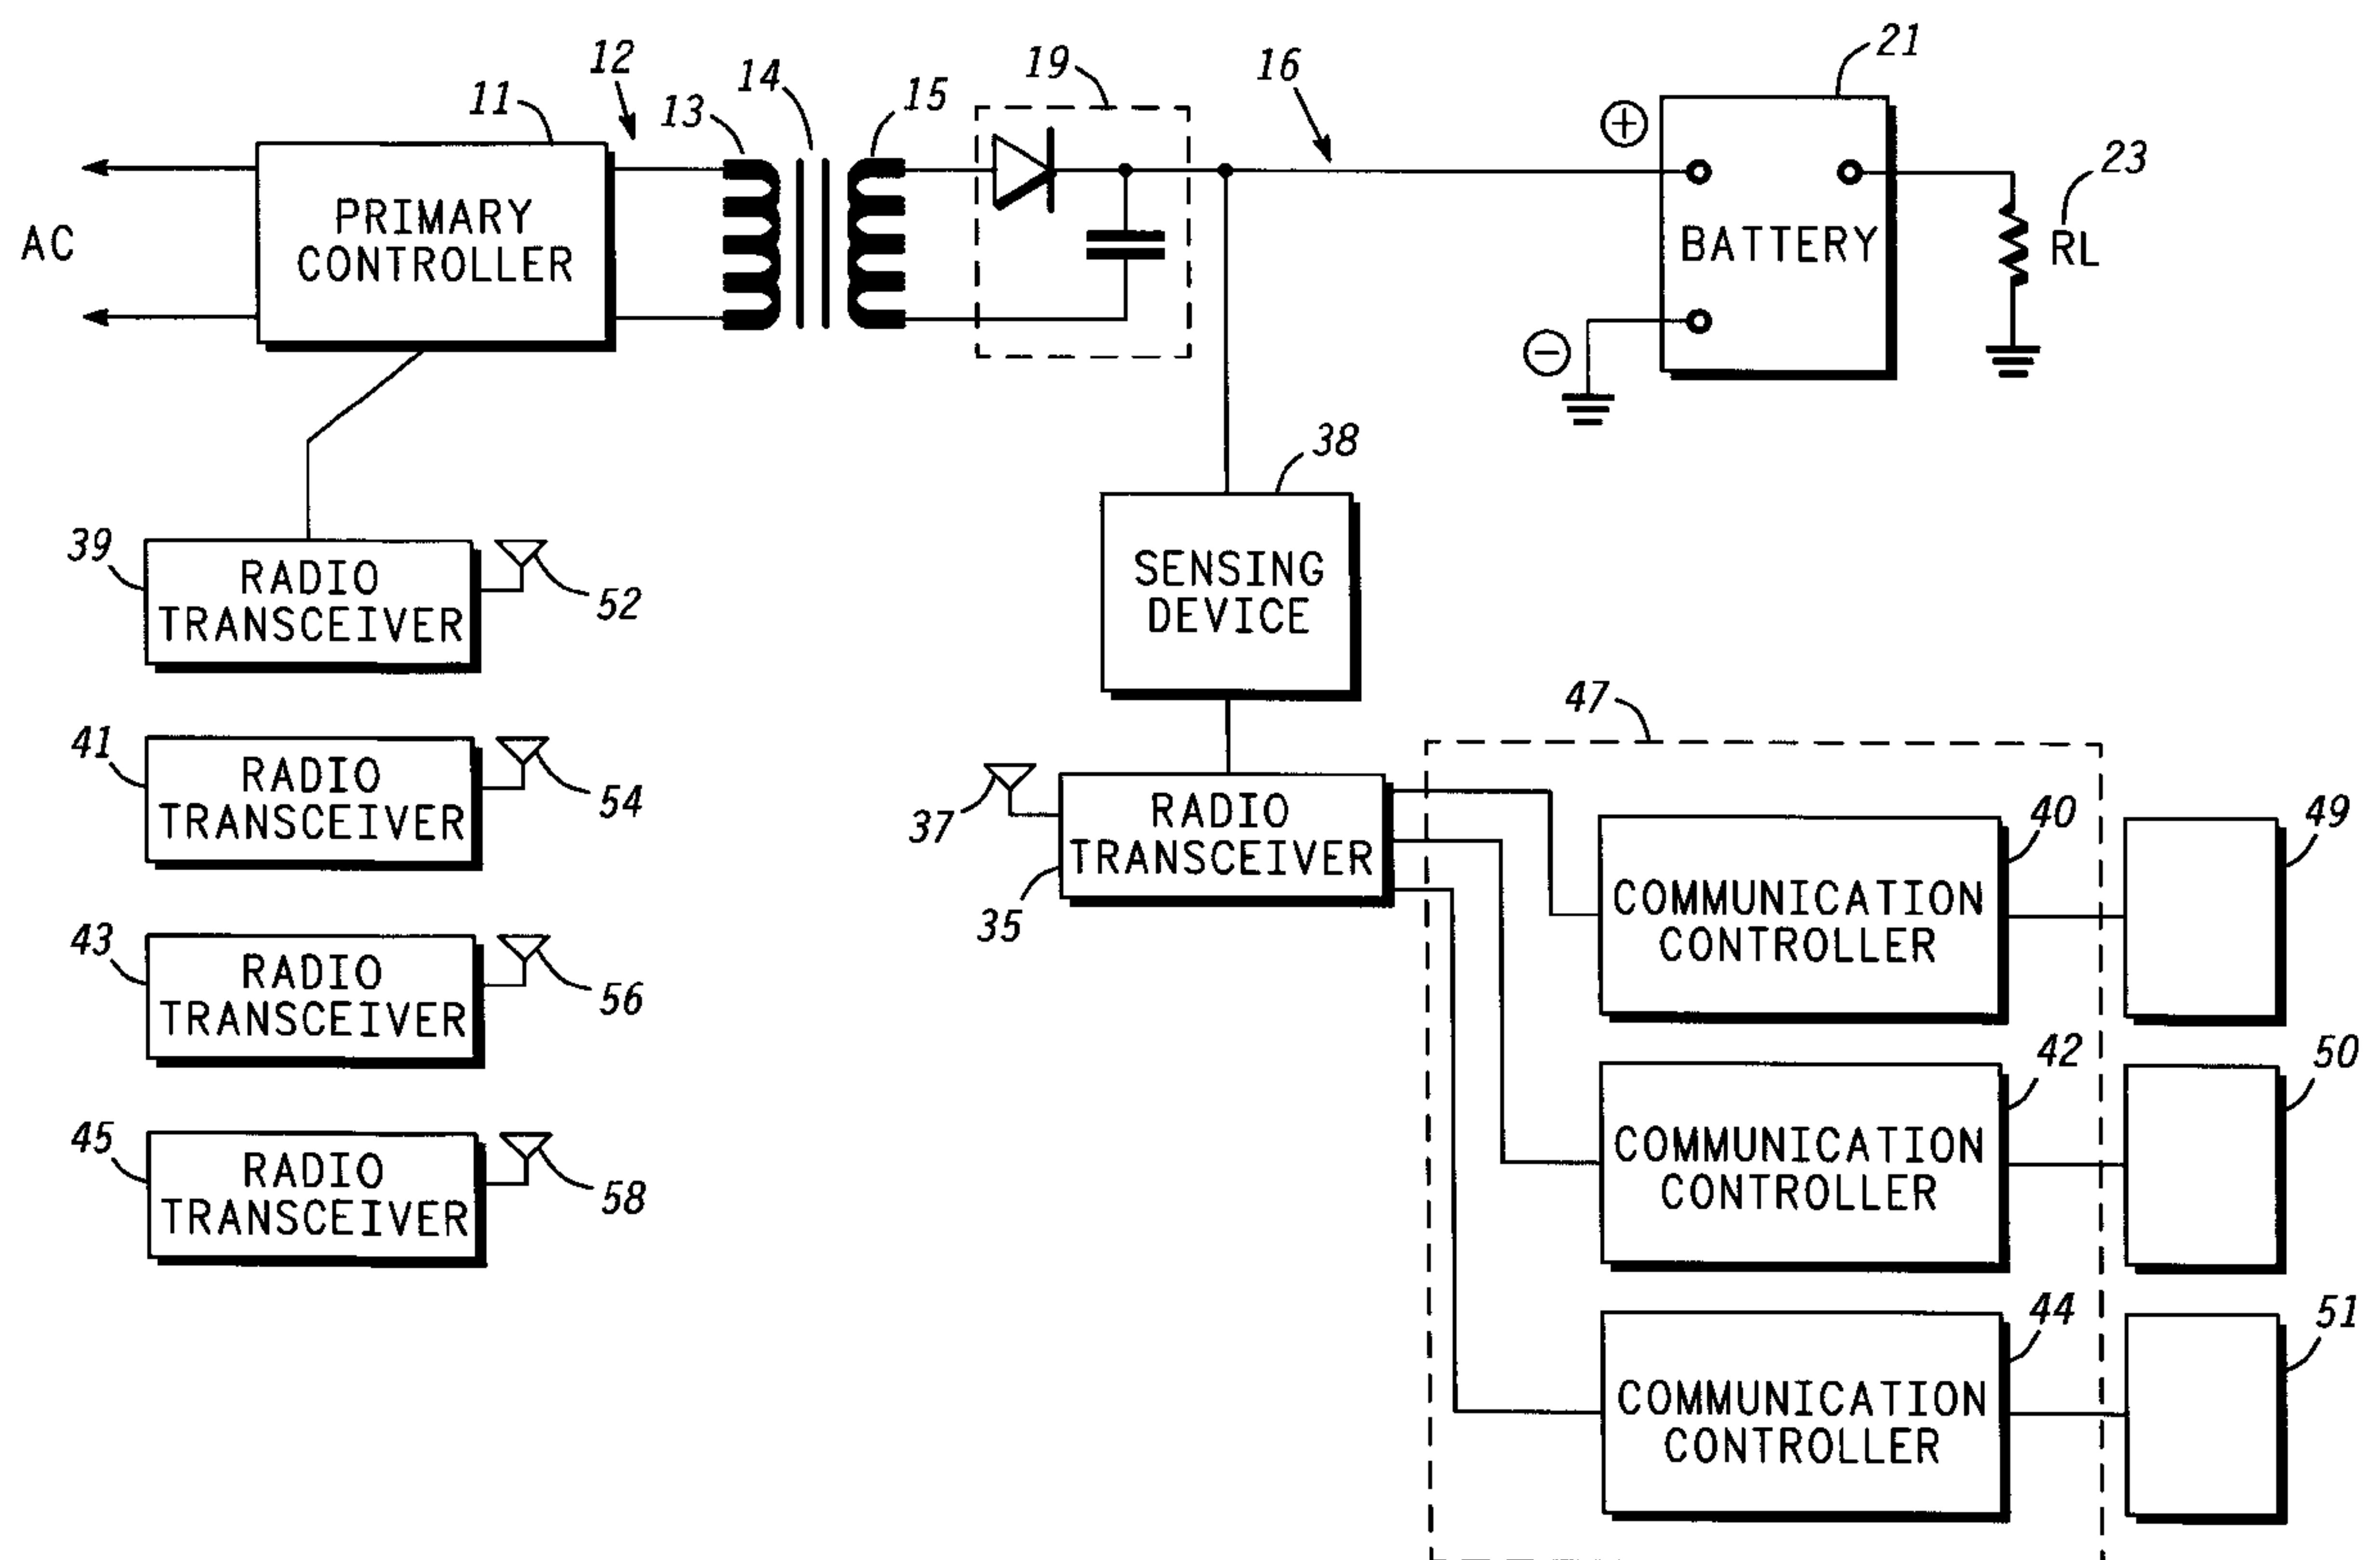 12
14
19
16
21
11
13
15
⊕
23
AC
PRIMARY
CONTROLLER
BATTERY
RL
⊖
38
39
RADIO
TRANSCEIVER
52
SENSING
DEVICE
47
41
RADIO
TRANSCEIVER
54
37
RADIO
TRANSCEIVER
35
40
49
COMMUNICATION
CONTROLLER
43
RADIO
TRANSCEIVER
56
42
50
COMMUNICATION
CONTROLLER
45
RADIO
TRANSCEIVER
58
44
51
COMMUNICATION
CONTROLLER